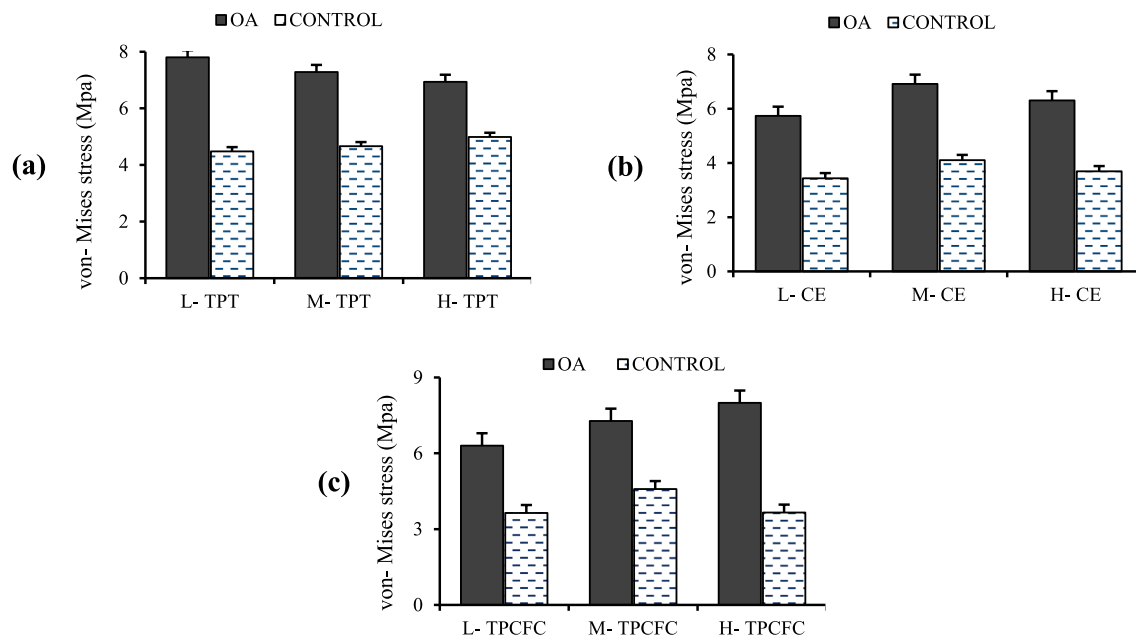 OA CONTROL
(a)
von- Mises stress (Mpa)
8
6
4
2
0
L- TPT M- TPT H- TPT
OA CONTROL
(b)
von- Mises stress (Mpa)
8
6
4
2
0
L- CE M- CE H- CE
OA CONTROL
(c)
von- Mises stress (Mpa)
9
6
3
0
L- TPCFC M- TPCFC H- TPCFC